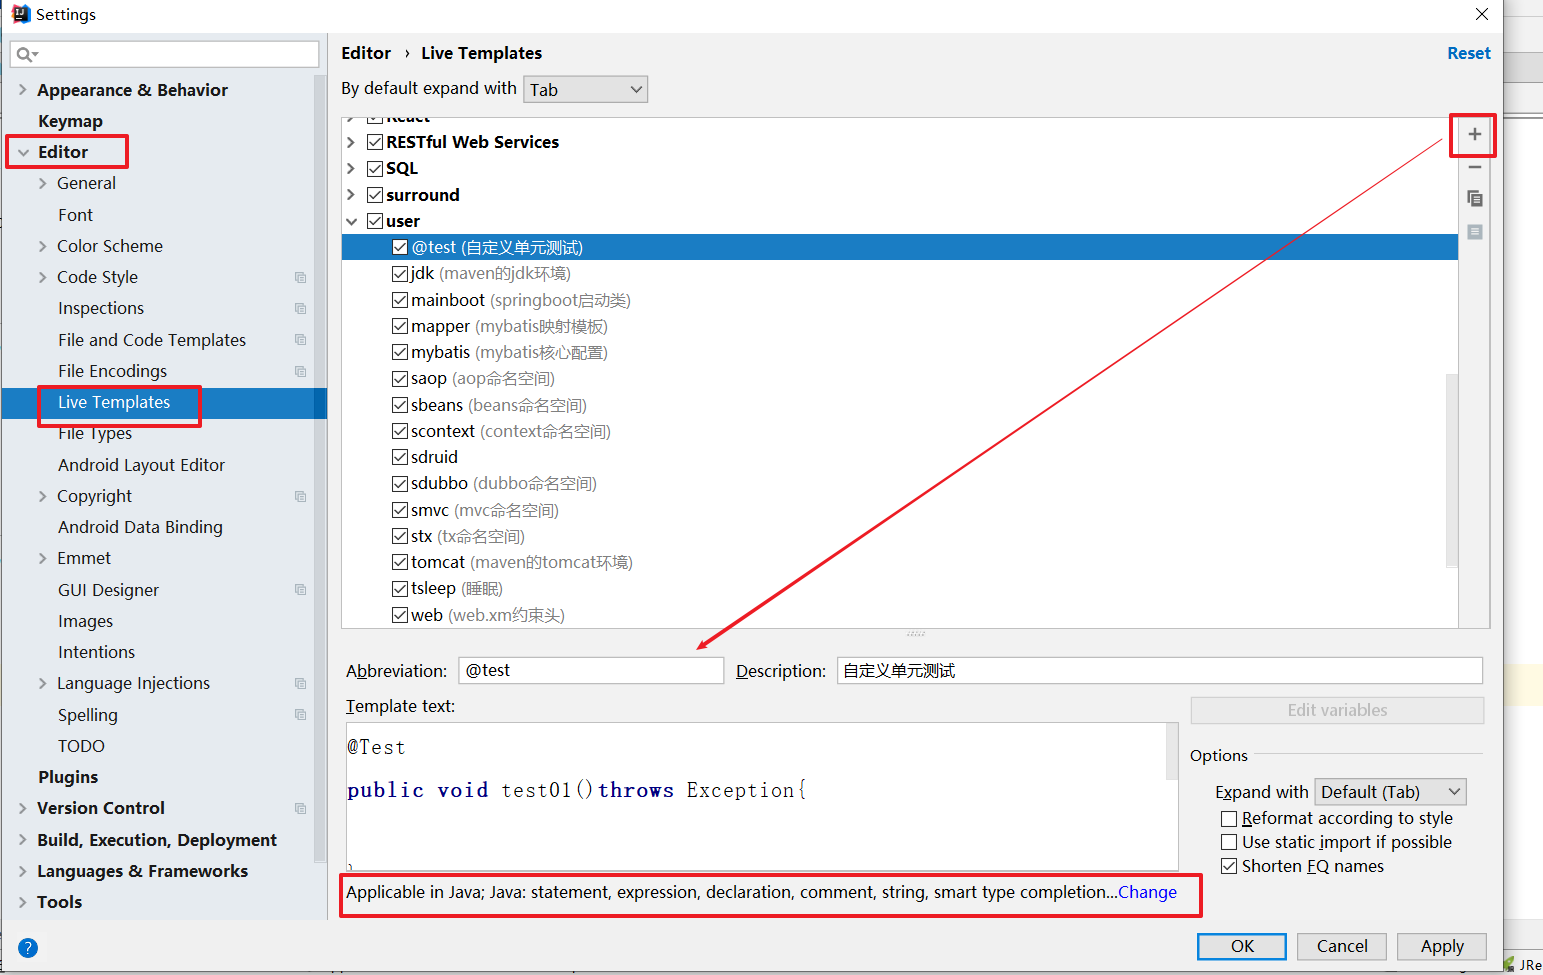 Settings
Editor › Live Templates
Reset
By default expand with Tab
Appearance & Behavior
Keymap
Editor
General
Font
Color Scheme
Code Style
Inspections
File and Code Templates
File Encodings
Live Templates
File Types
Android Layout Editor
Copyright
Android Data Binding
Emmet
GUI Designer
Images
Intentions
Language Injections
Spelling
TODO
Plugins
Version Control
Build, Execution, Deployment
Languages & Frameworks
Tools
React
RESTful Web Services
SQL
surround
user
@test (自定义单元测试)
jdk (maven的jdk环境)
mainboot (springboot启动类)
mapper (mybatis映射模板)
mybatis (mybatis核心配置)
saop (aop命名空间)
sbeans (beans命名空间)
scontext (context命名空间)
sdruid
sdubbo (dubbo命名空间)
smvc (mvc命名空间)
stx (tx命名空间)
tomcat (maven的tomcat环境)
tsleep (睡眠)
web (web.xm约束头)
Abbreviation: @test Description: 自定义单元测试
Template text:
@Test
public void test01()throws Exception{
}
Edit variables
Options
Expand with Default (Tab)
Reformat according to style
Use static import if possible
Shorten FQ names
Applicable in Java; Java: statement, expression, declaration, comment, string, smart type completion...Change
? OK Cancel Apply
JRe